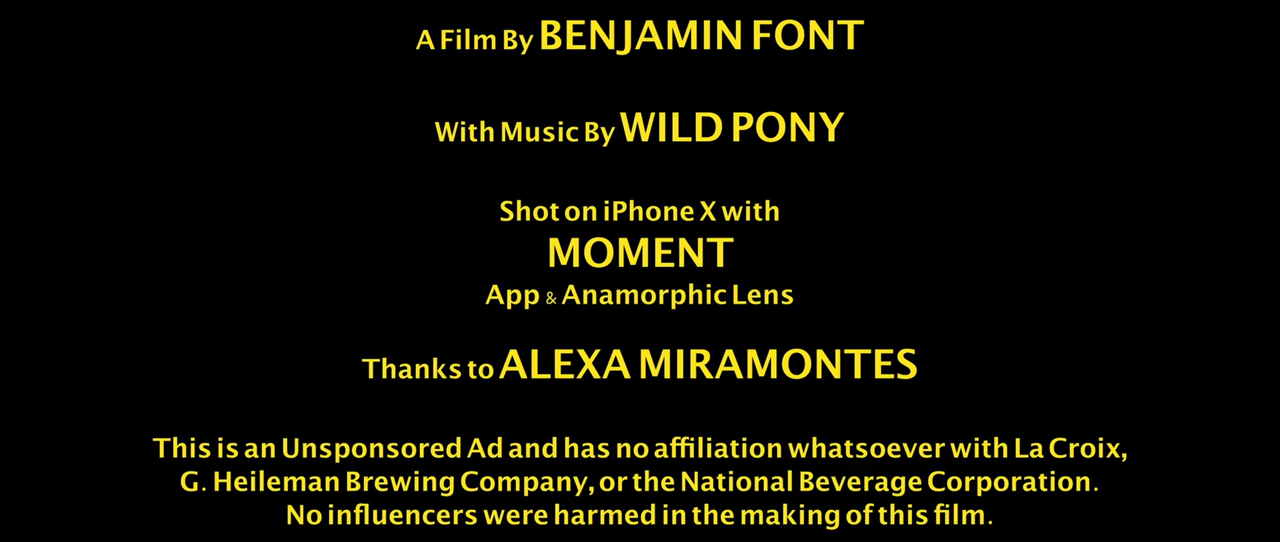 A Film By BENJAMIN FONT
With Music By WILD PONY
Shot on iPhone X with
MOMENT
App & Anamorphic Lens
Thanks to ALEXA MIRAMONTES
This is an Unsponsored Ad and has no affiliation whatsoever with La Croix,
G. Heileman Brewing Company, or the National Beverage Corporation.
No influencers were harmed in the making of this film.